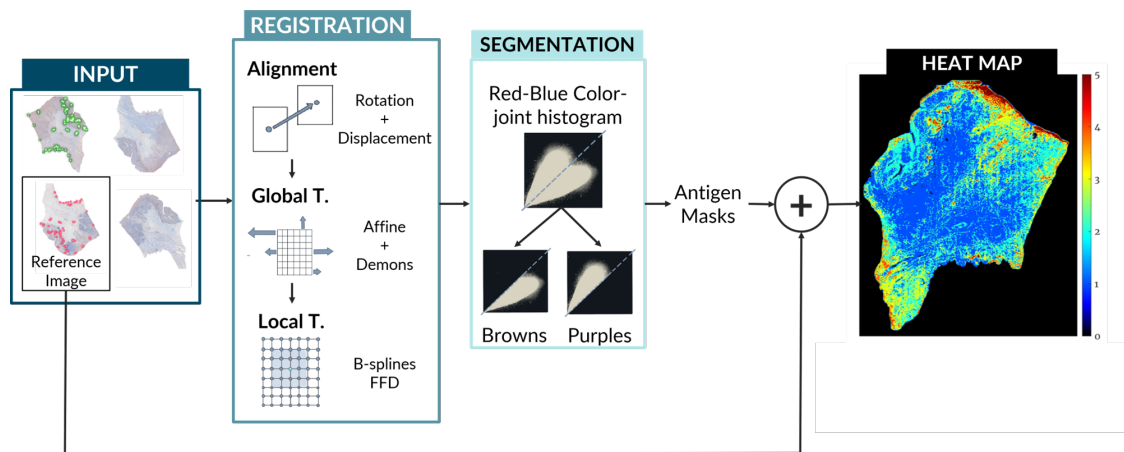 INPUT
Reference
Image
REGISTRATION
Alignment
Rotation
+
Displacement
Global T.
Affine
+
Demons
Local T.
B-splines
FFD
SEGMENTATION
Red-Blue Color-
joint histogram
Browns
Purples
Antigen
Masks
+
HEAT MAP
5
4
3
2
1
0